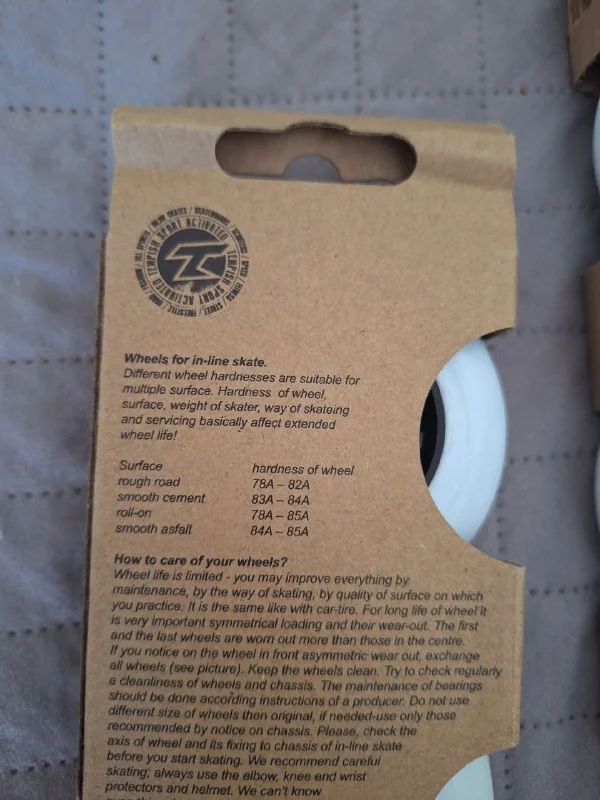 IN-LINE SKATES / SKATEBOARDS
TEMPISH SPORT ACTIVATED
TEMPISH SPORT ACTIVATED
Wheels for in-line skate.
Different wheel hardnesses are suitable for
multiple surface. Hardness of wheel,
surface, weight of skater, way of skateing
and servicing basically affect extended
wheel life!
Surface hardness of wheel
rough road 78A – 82A
smooth cement 83A – 84A
roll-on 78A – 85A
smooth asfalt 84A – 85A
How to care of your wheels?
Wheel life is limited - you may improve everything by
maintenance, by the way of skating, by quality of surface on which
you practice. It is the same like with car-tire. For long life of wheel it
is very important symmetrical loading and their wear-out. The first
and the last wheels are worn out more than those in the centre.
If you notice on the wheel in front asymmetric wear out, exchange
all wheels (see picture). Keep the wheels clean. Try to check regularly
a cleanliness of wheels and chassis. The maintenance of bearings
should be done according instructions of a producer. Do not use
different size of wheels then original, if needed-use only those
recommended by notice on chassis. Please, check the
axis of wheel and its fixing to chassis of in-line skate
before you start skating. We recommend careful
skating; always use the elbow, knee end wrist
protectors and helmet. We can't know